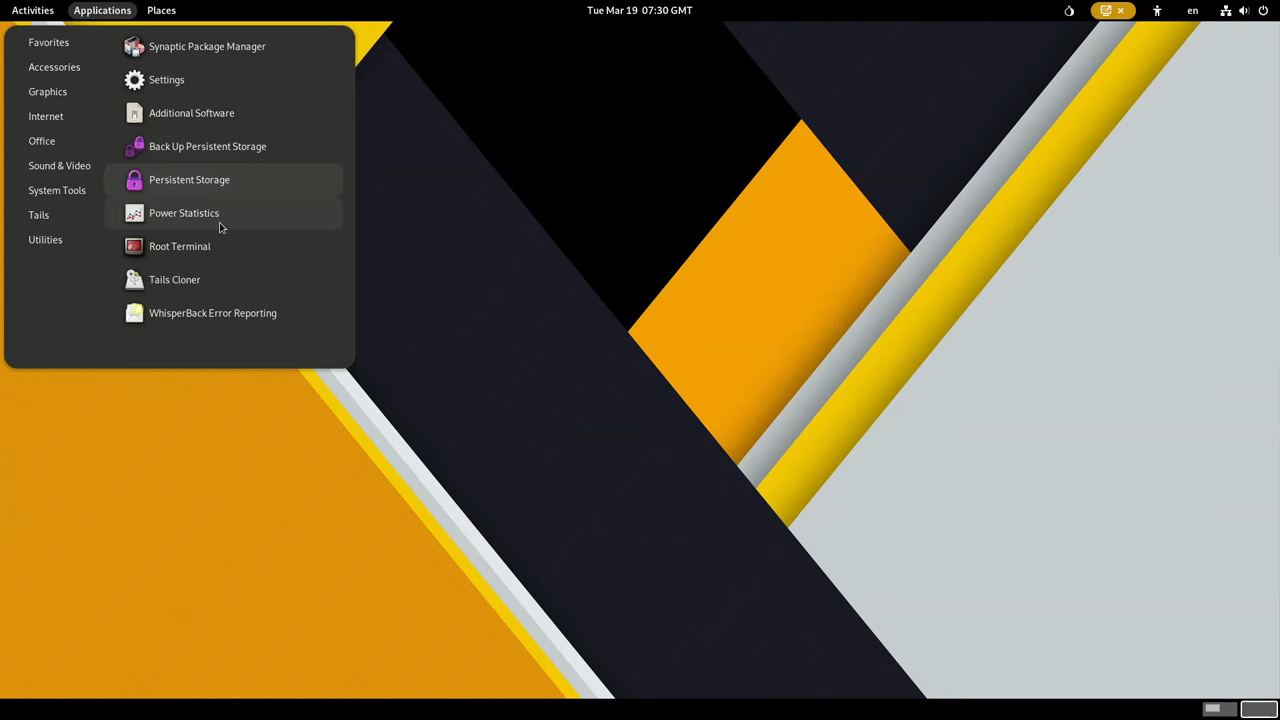 Activities Applications Places Tue Mar 19 07:30 GMT en
Favorites
Accessories
Graphics
Internet
Office
Sound & Video
System Tools
Tails
Utilities
Synaptic Package Manager
Settings
Additional Software
Back Up Persistent Storage
Persistent Storage
Power Statistics
Root Terminal
Tails Cloner
WhisperBack Error Reporting